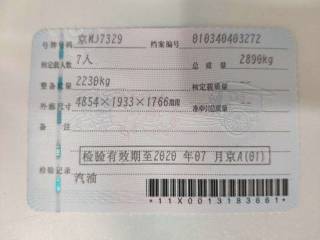 号牌号码 京MJ7329 档案编号 010340403272
核定载人数 7人 总质量 2890kg
整备质量 2230kg 核定载质量 --
外廓尺寸 4854×1933×1766mm 准牵引总质量 --
备注
检验有效期至2020 年07 月京A(01)
检验记录 汽油
*11X0013183661*